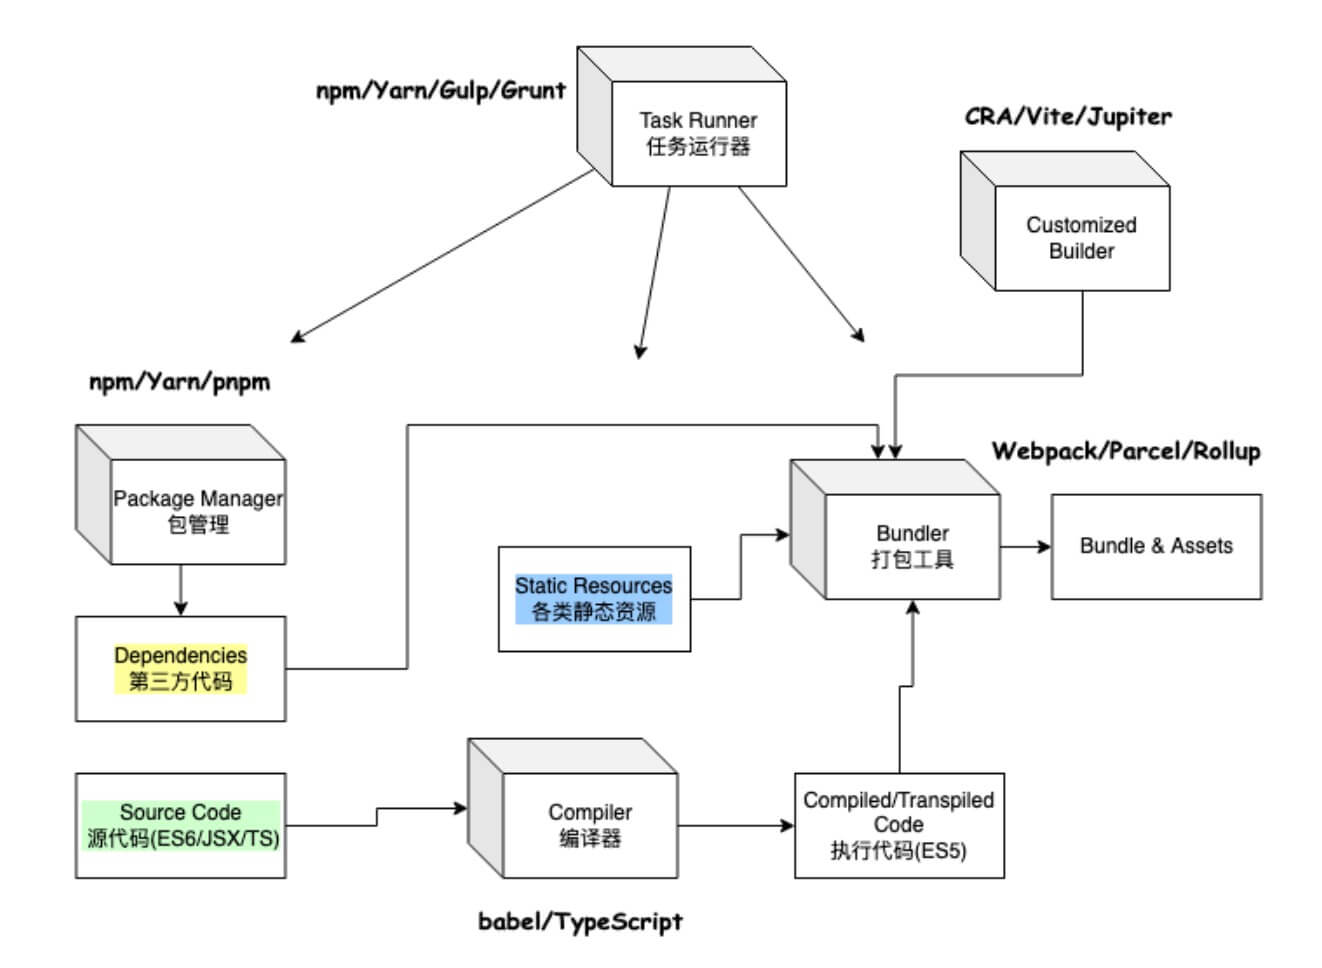 npm/Yarn/Gulp/Grunt
Task Runner
任务运行器
CRA/Vite/Jupiter
Customized
Builder
npm/Yarn/pnpm
Package Manager
包管理
Webpack/Parcel/Rollup
Bundler
打包工具
Bundle & Assets
Static Resources
各类静态资源
Dependencies
第三方代码
Source Code
源代码(ES6/JSX/TS)
Compiler
编译器
Compiled/Transpiled
Code
执行代码(ES5)
babel/TypeScript